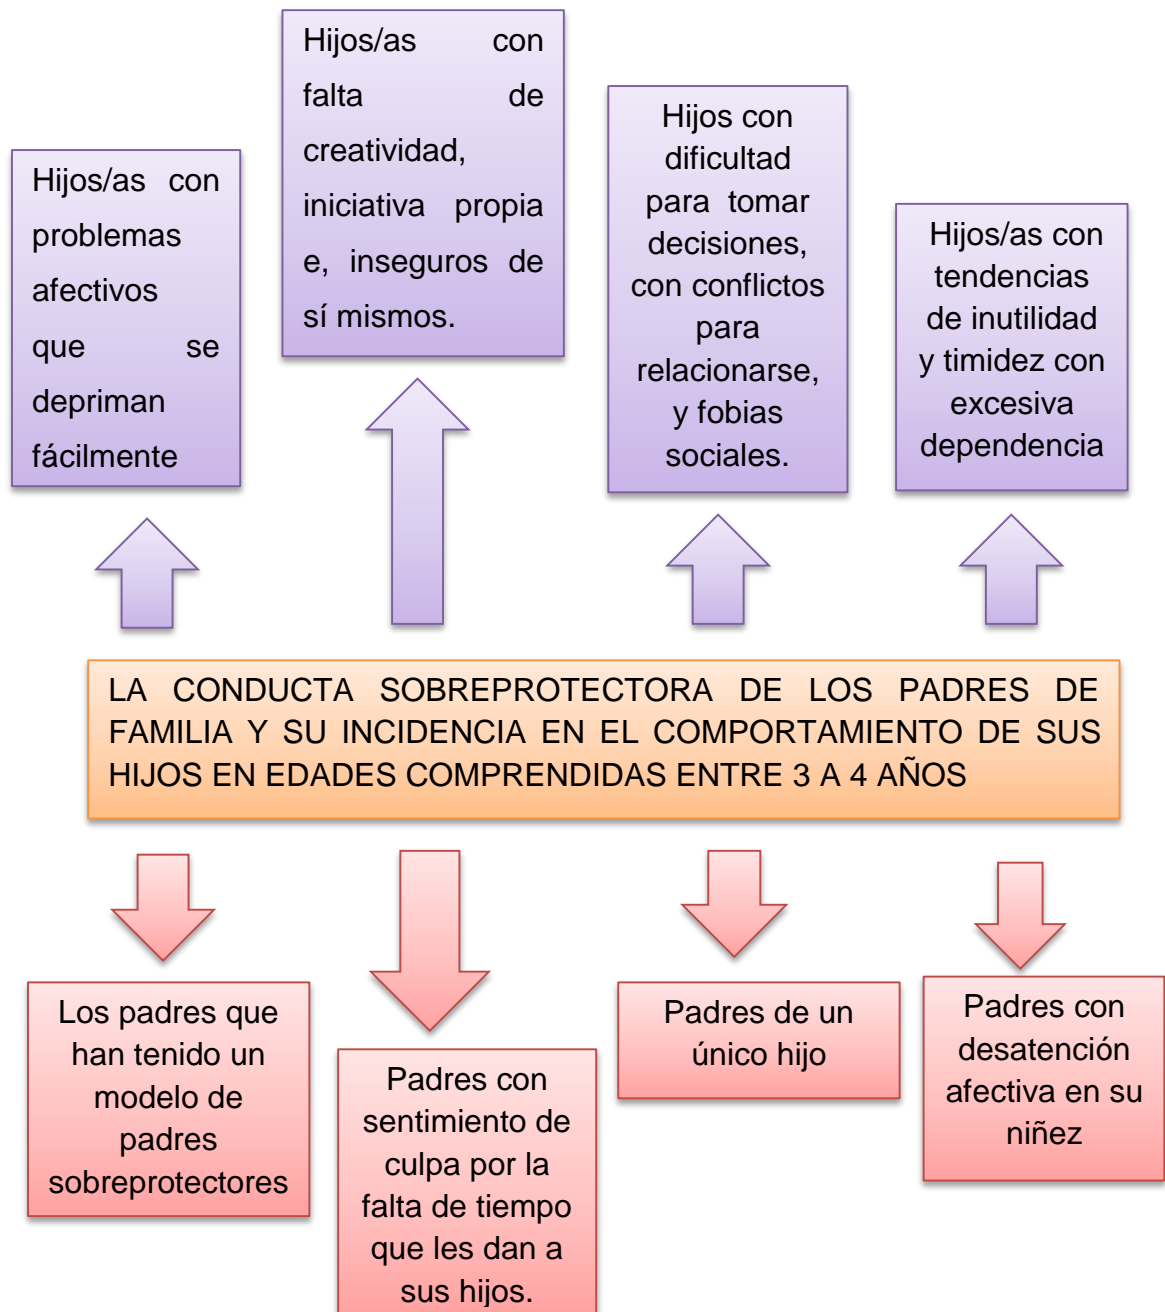 Hijos/as con
problemas
afectivos
que se
depriman
fácilmente
Hijos/as con
falta de
creatividad,
iniciativa propia
e, inseguros de
sí mismos.
Hijos con
dificultad
para tomar
decisiones,
con conflictos
para
relacionarse,
y fobias
sociales.
Hijos/as con
tendencias
de inutilidad
y timidez con
excesiva
dependencia
LA CONDUCTA SOBREPROTECTORA DE LOS PADRES DE
FAMILIA Y SU INCIDENCIA EN EL COMPORTAMIENTO DE SUS
HIJOS EN EDADES COMPRENDIDAS ENTRE 3 A 4 AÑOS
Los padres que
han tenido un
modelo de
padres
sobreprotectores
Padres con
sentimiento de
culpa por la
falta de tiempo
que les dan a
sus hijos.
Padres de un
único hijo
Padres con
desatención
afectiva en su
niñez